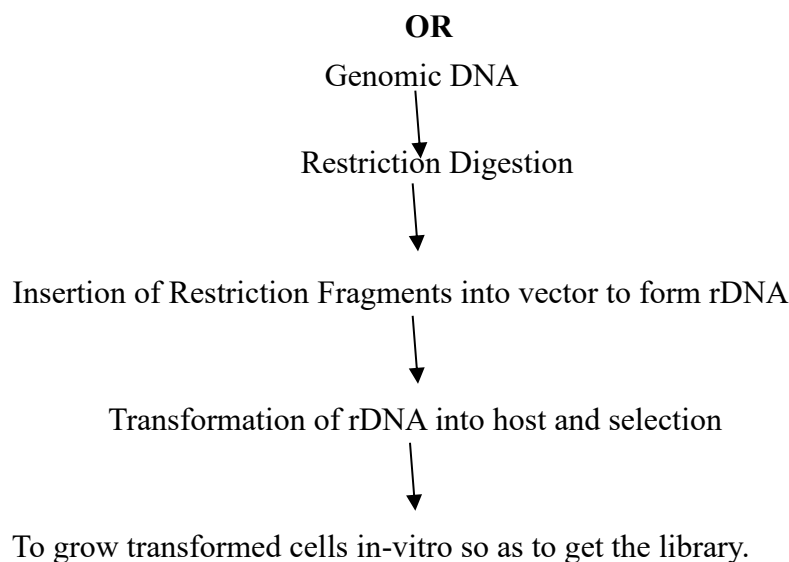 OR
Genomic DNA
Restriction Digestion
Insertion of Restriction Fragments into vector to form rDNA
Transformation of rDNA into host and selection
To grow transformed cells in-vitro so as to get the library.